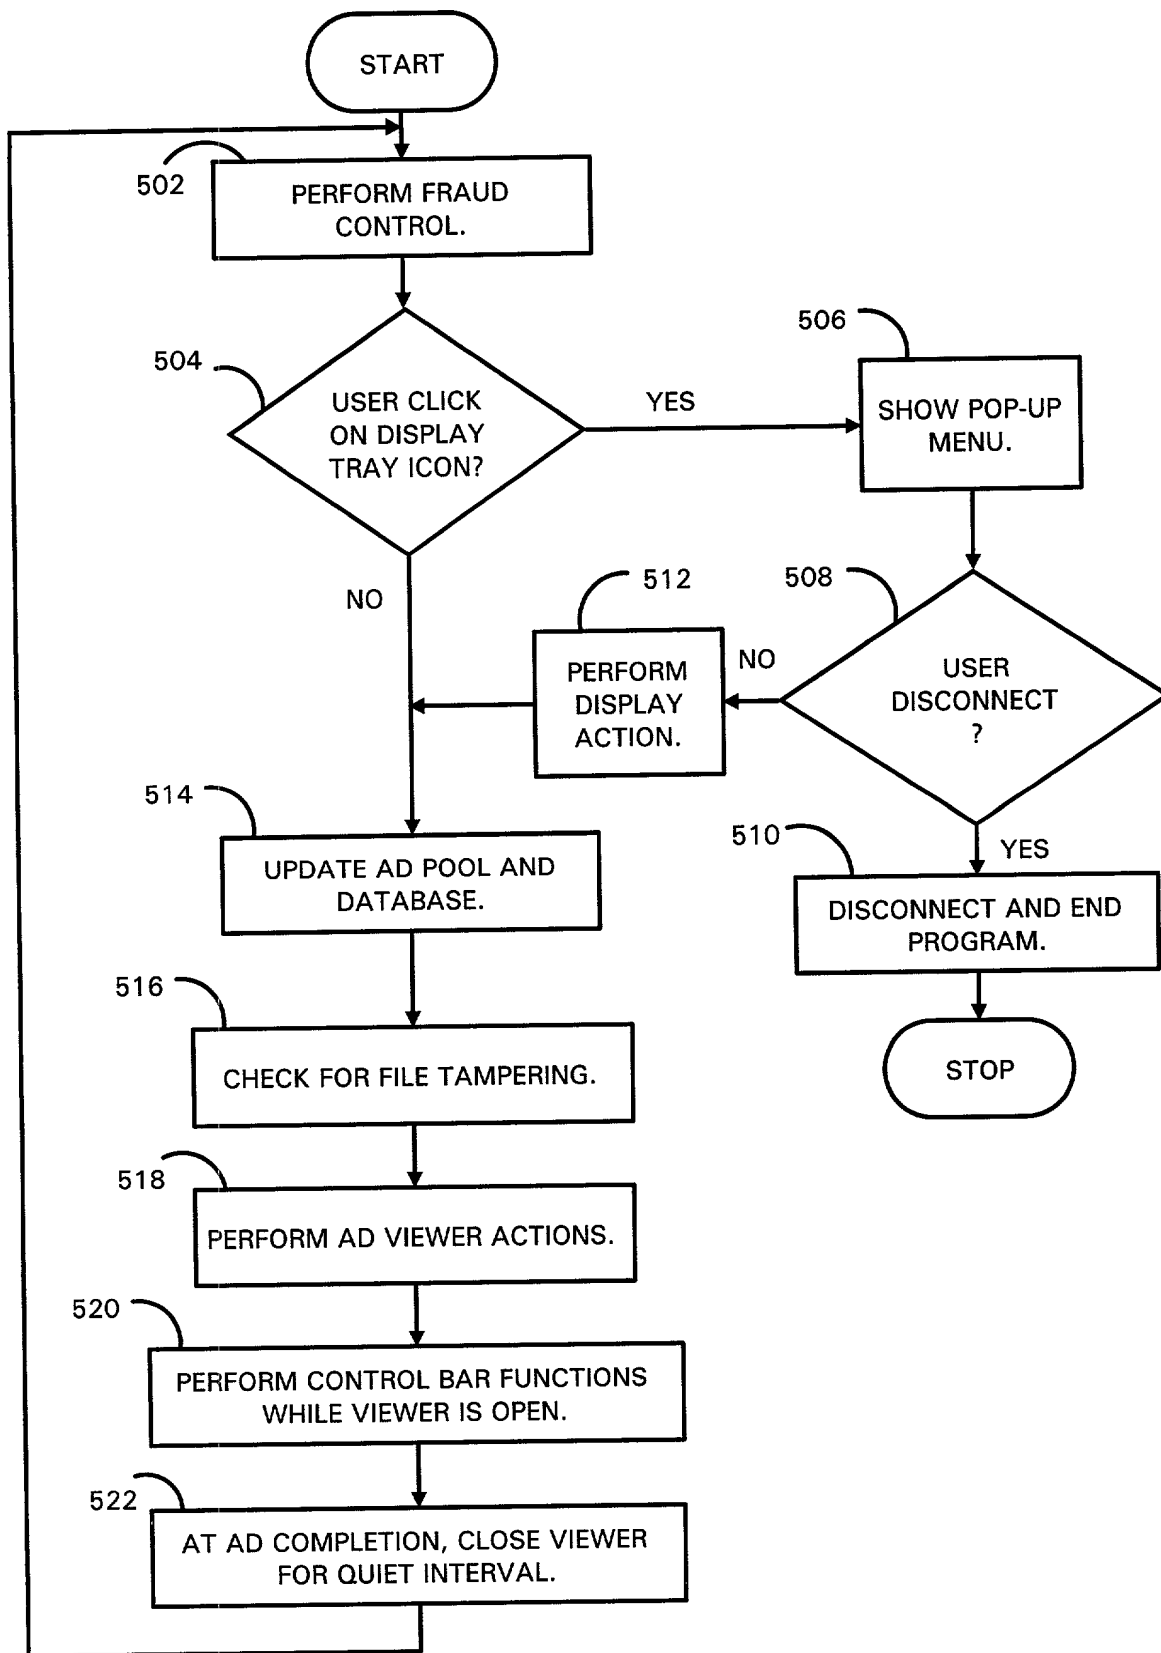 START
502
PERFORM FRAUD
CONTROL.
504
USER CLICK
ON DISPLAY
TRAY ICON?
YES
506
SHOW POP-UP
MENU.
NO
508
USER
DISCONNECT
?
NO
512
PERFORM
DISPLAY
ACTION.
YES
510
DISCONNECT AND END
PROGRAM.
STOP
514
UPDATE AD POOL AND
DATABASE.
516
CHECK FOR FILE TAMPERING.
518
PERFORM AD VIEWER ACTIONS.
520
PERFORM CONTROL BAR FUNCTIONS
WHILE VIEWER IS OPEN.
522
AT AD COMPLETION, CLOSE VIEWER
FOR QUIET INTERVAL.